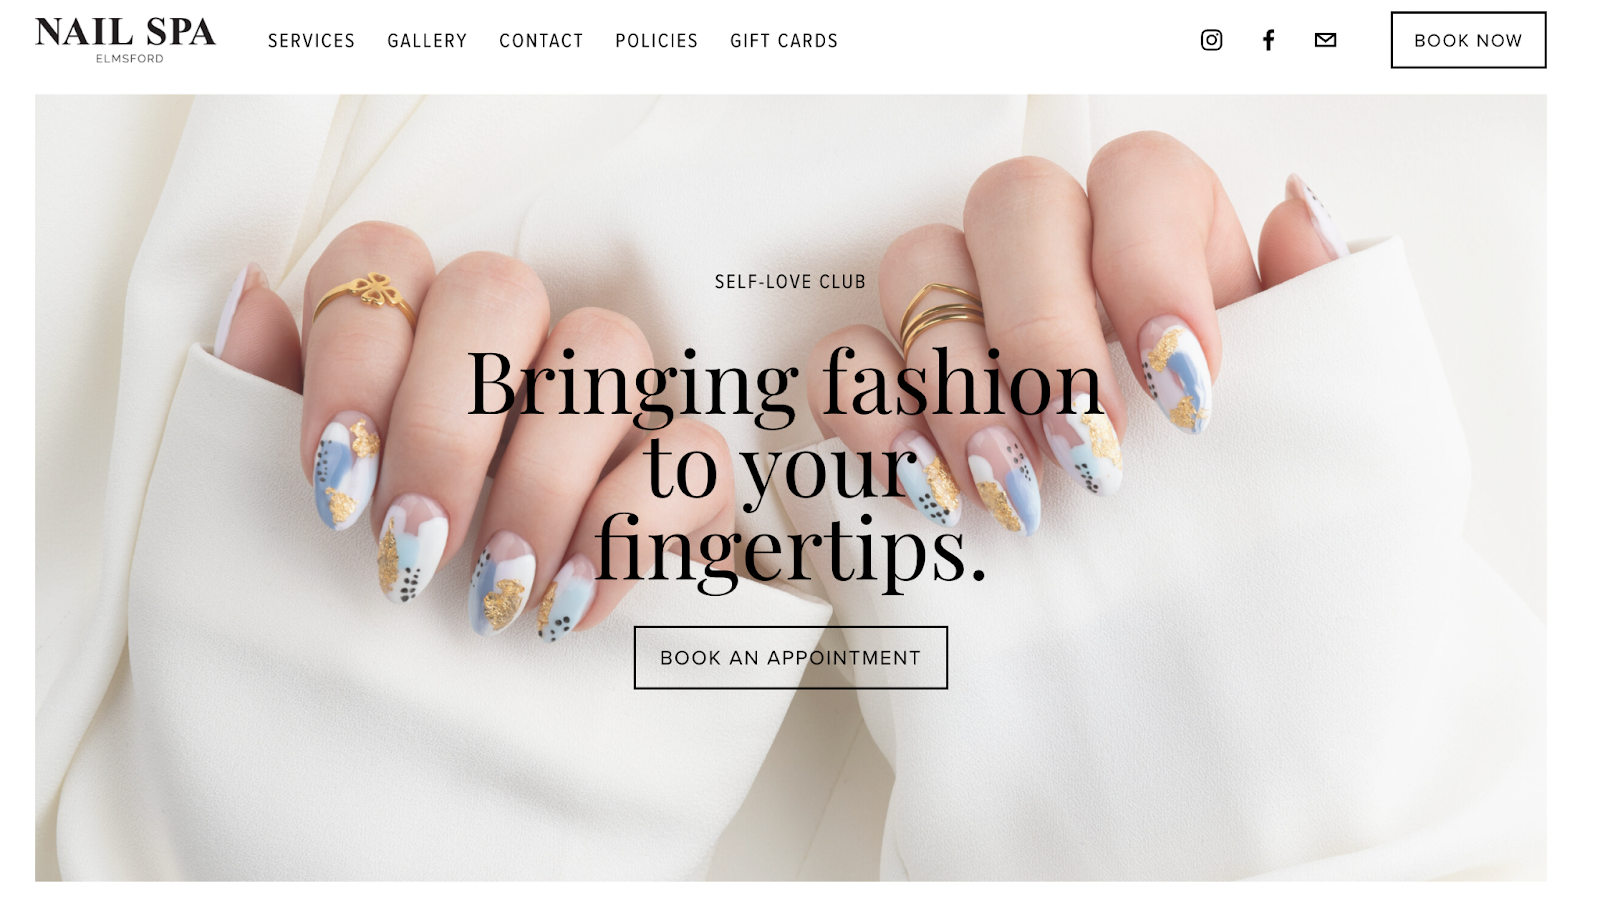 NAIL SPA
ELMSFORD
SERVICES
GALLERY
CONTACT
POLICIES
GIFT CARDS
BOOK NOW
SELF-LOVE CLUB
Bringing fashion
to your
fingertips.
BOOK AN APPOINTMENT